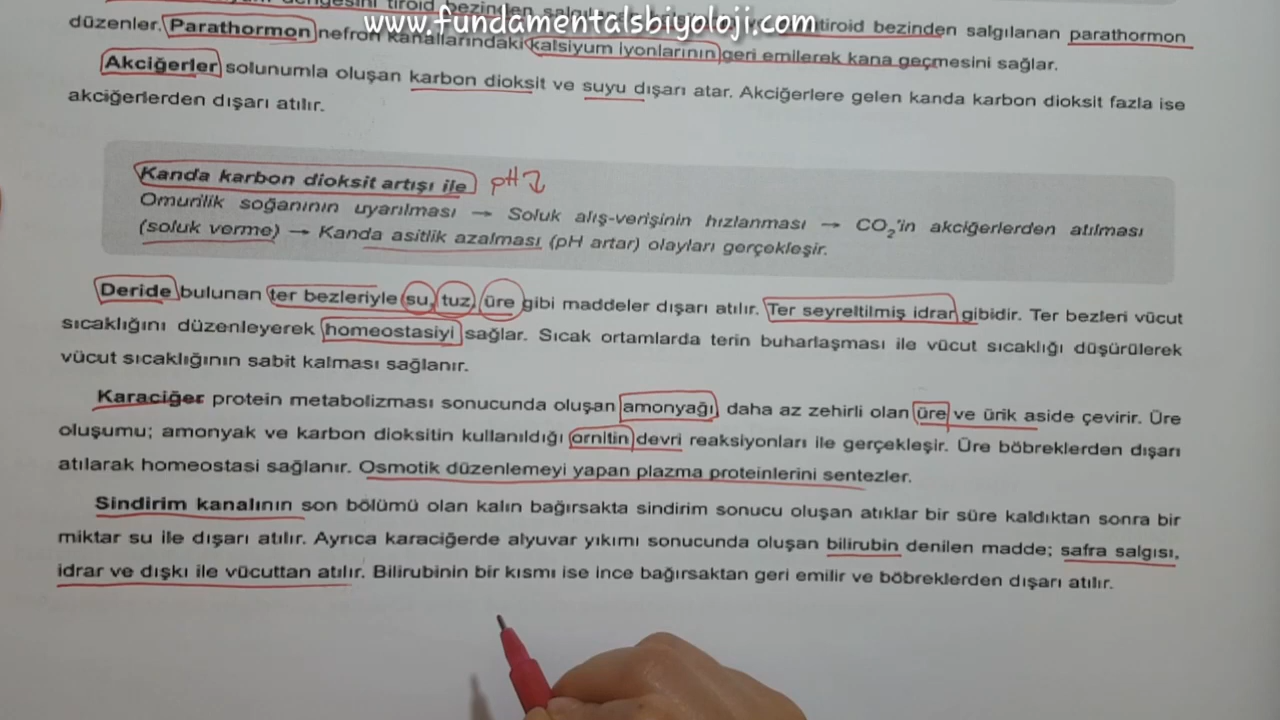 www.fundamentalsbiyoloji.com
tiroid bezinden tiroid bezinden salgılanan parathormon
düzenler. Parathormon nefron kanallarındaki kalsiyum iyonlarının geri emilerek kana geçmesini sağlar.
Akciğerler solunumla oluşan karbon dioksit ve suyu dışarı atar. Akciğerlere gelen kanda karbon dioksit fazla ise
akciğerlerden dışarı atılır.
Kanda karbon dioksit artışı ile pH↓
Omurilik soğanının uyarılması → Soluk alış-verişinin hızlanması → CO₂'in akciğerlerden atılması
(soluk verme) → Kanda asitlik azalması (pH artar) olayları gerçekleşir.
Deride bulunan ter bezleriyle su, tuz, üre gibi maddeler dışarı atılır. Ter seyreltilmiş idrar gibidir. Ter bezleri vücut
sıcaklığını düzenleyerek homeostasiyi sağlar. Sıcak ortamlarda terin buharlaşması ile vücut sıcaklığı düşürülerek
vücut sıcaklığının sabit kalması sağlanır.
Karaciğer protein metabolizması sonucunda oluşan amonyağı, daha az zehirli olan üre ve ürik aside çevirir. Üre
oluşumu; amonyak ve karbon dioksitin kullanıldığı ornitin devri reaksiyonları ile gerçekleşir. Üre böbreklerden dışarı
atılarak homeostasi sağlanır. Osmotik düzenlemeyi yapan plazma proteinlerini sentezler.
Sindirim kanalının son bölümü olan kalın bağırsakta sindirim sonucu oluşan atıklar bir süre kaldıktan sonra bir
miktar su ile dışarı atılır. Ayrıca karaciğerde alyuvar yıkımı sonucunda oluşan bilirubin denilen madde; safra salgısı,
idrar ve dışkı ile vücuttan atılır. Bilirubinin bir kısmı ise ince bağırsaktan geri emilir ve böbreklerden dışarı atılır.